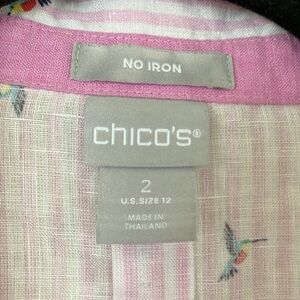 NO IRON
chico's®
2
U.S. SIZE 12
MADE IN
THAILAND